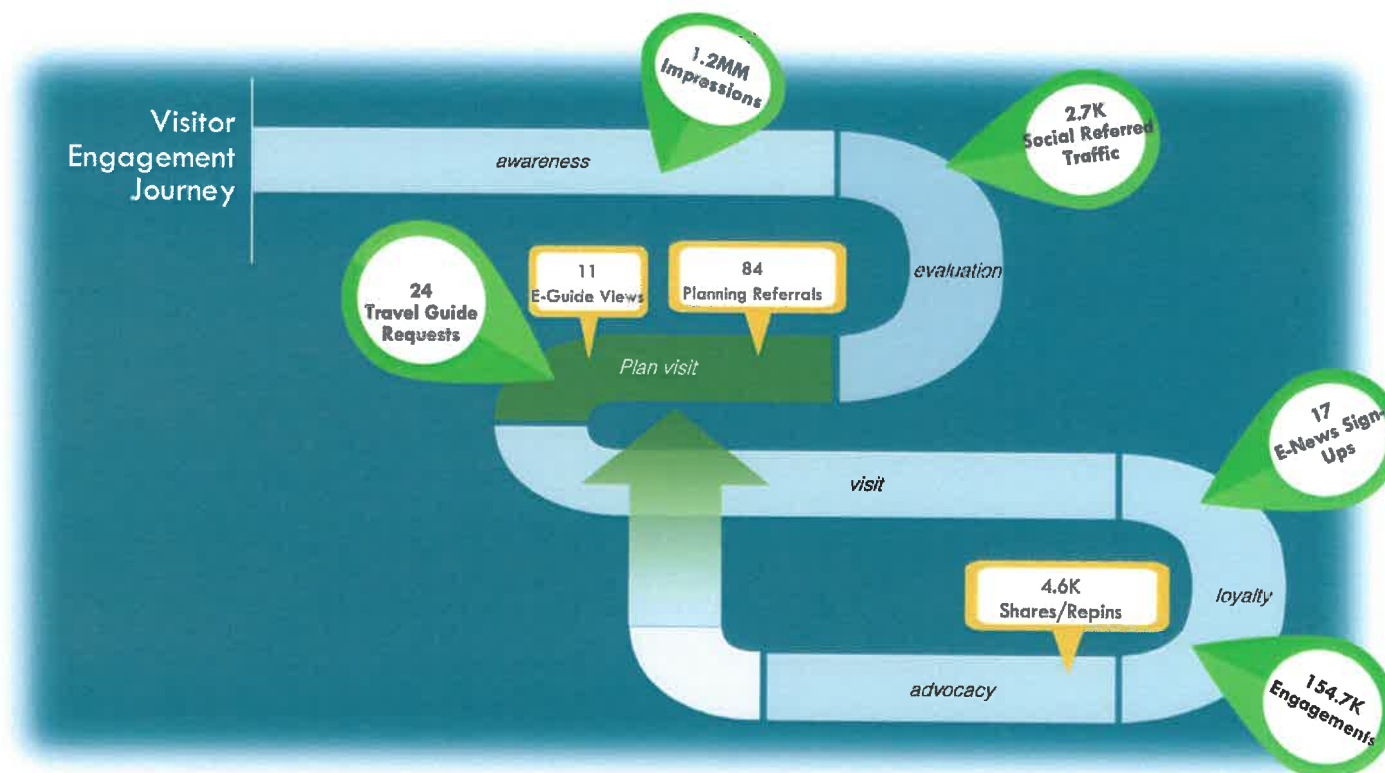 Visitor
Engagement
Journey
1.2MM
Impressions
2.7K
Social Referred
Traffic
awareness
evaluation
24
Travel Guide
Requests
11
E-Guide Views
84
Planning Referrals
Plan visit
17
E-News Sign-
Ups
visit
4.6K
Shares/Repins
loyalty
advocacy
154.7K
Engagements